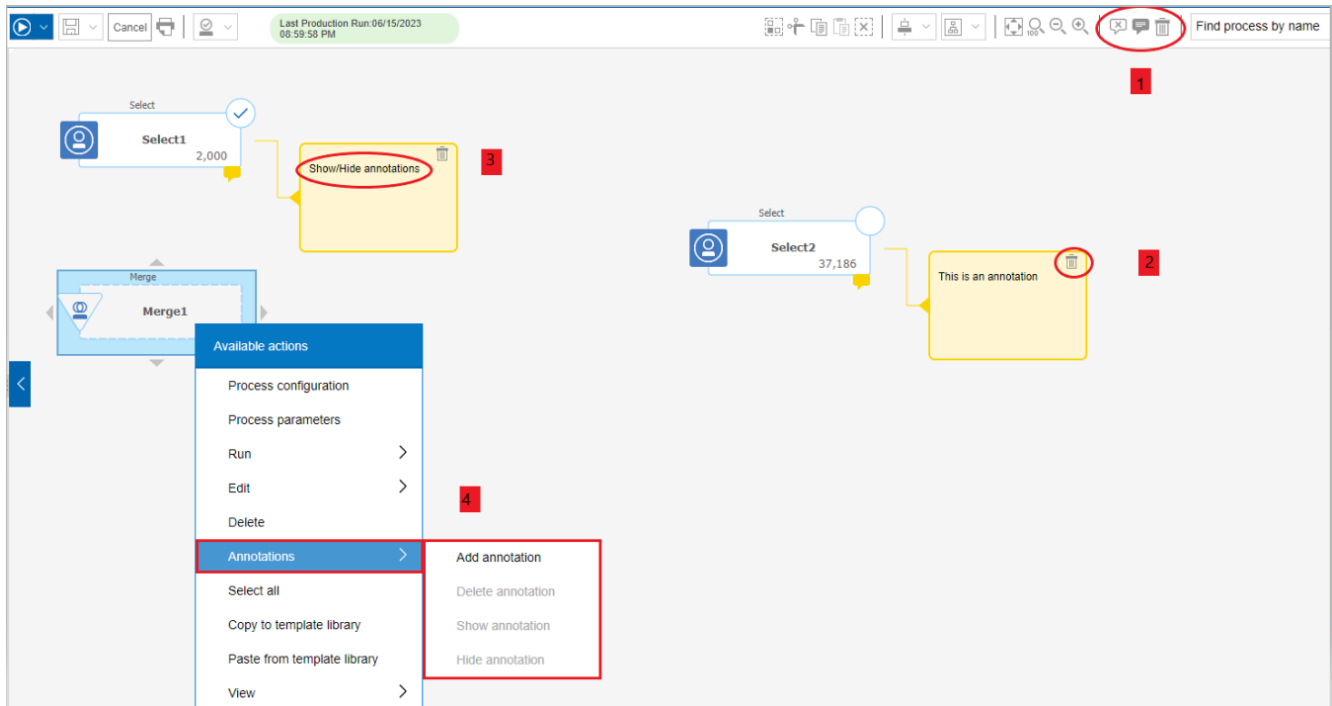 Cancel
Last Production Run:06/15/2023
08:59:58 PM
100
Find process by name
1
Select
Select1
2,000
Show/Hide annotations
3
Select
Select2
37,186
This is an annotation
2
Merge
Merge1
Available actions
Process configuration
Process parameters
Run
Edit
4
Delete
Annotations
Add annotation
Select all
Delete annotation
Copy to template library
Show annotation
Paste from template library
Hide annotation
View